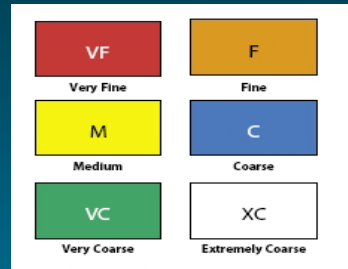 VF
F
Very Fine
Fine
M
C
Medium
Coarse
VC
XC
Very Coarse
Extremely Coarse